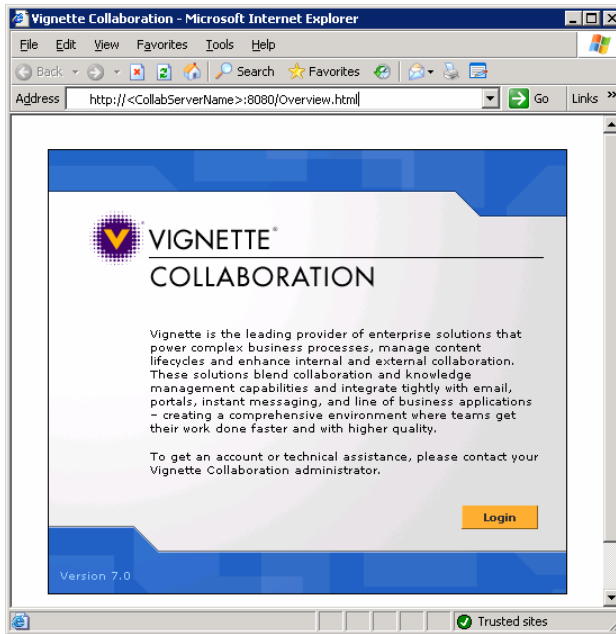 Vignette Collaboration - Microsoft Internet Explorer
File Edit View Favorites Tools Help
Back Search Favorites
Address http://<CollabServerName>:8080/Overview.html Go Links »
VIGNETTE®
COLLABORATION
Vignette is the leading provider of enterprise solutions that
power complex business processes, manage content
lifecycles and enhance internal and external collaboration.
These solutions blend collaboration and knowledge
management capabilities and integrate tightly with email,
portals, instant messaging, and line of business applications
– creating a comprehensive environment where teams get
their work done faster and with higher quality.
To get an account or technical assistance, please contact your
Vignette Collaboration administrator.
Login
Version 7.0
Trusted sites